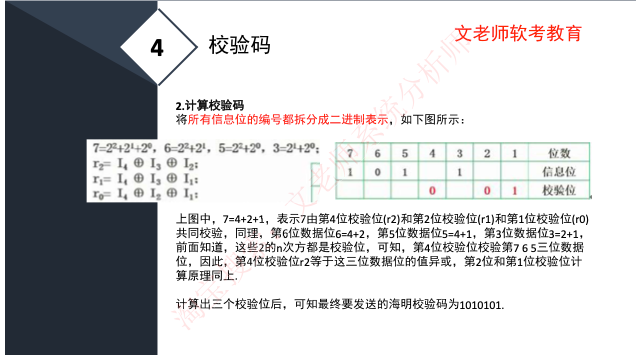 4
校验码
文老师软考教育
2.计算校验码
将所有信息位的编号都拆分成二进制表示，如下图所示：
7=2²+2¹+2⁰，6=2²+2¹，5=2²+2⁰，3=2¹+2⁰；
r₂= I₄ ⊕ I₃ ⊕ I₂；
r₁= I₄ ⊕ I₃ ⊕ I₁；
r₀= I₄ ⊕ I₂ ⊕ I₁；
7 6 5 4 3 2 1 位数
1 0 1 1 信息位
0 0 1 校验位
上图中，7=4+2+1，表示7由第4位校验位(r2)和第2位校验位(r1)和第1位校验位(r0)
共同校验，同理，第6位数据位6=4+2，第5位数据位5=4+1，第3位数据位3=2+1，
前面知道，这些2的n次方都是校验位，可知，第4位校验位校验第7 6 5三位数据
位，因此，第4位校验位r2等于这三位数据位的值异或，第2位和第1位校验位计
算原理同上.
计算出三个校验位后，可知最终要发送的海明校验码为1010101.